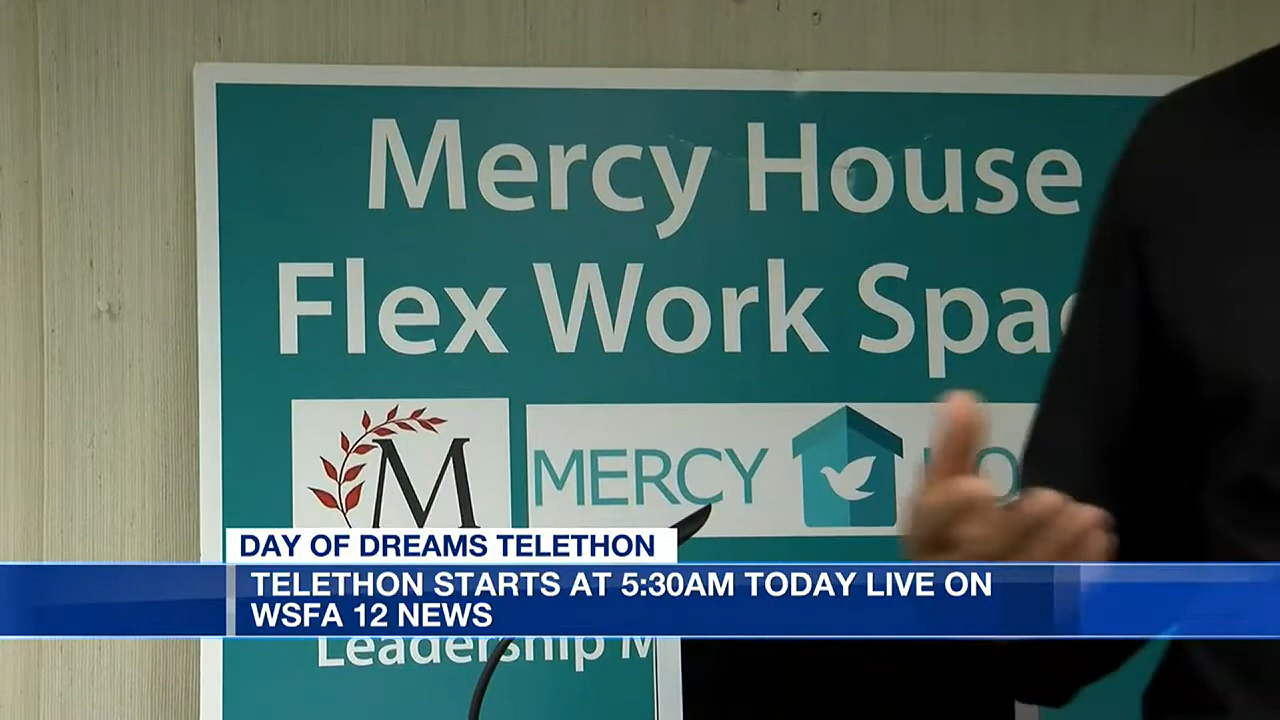 Mercy House
Flex Work Spac
M
MERCY HO
DAY OF DREAMS TELETHON
TELETHON STARTS AT 5:30AM TODAY LIVE ON
WSFA 12 NEWS
Leadership M